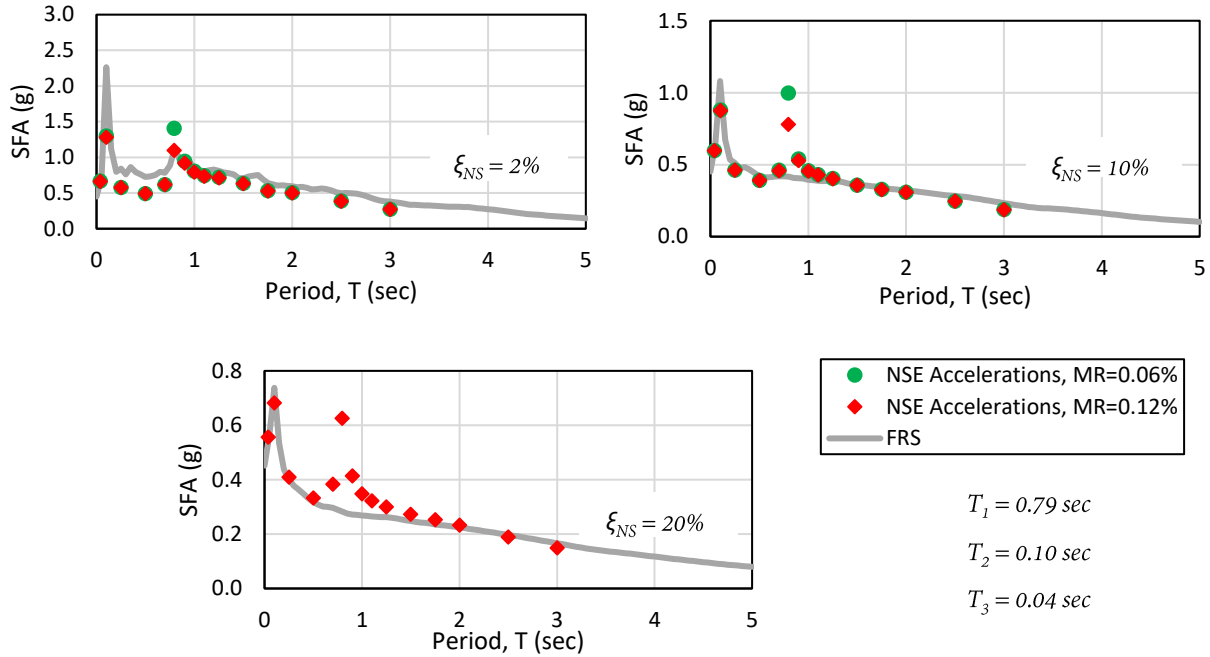 3.0
2.5
2.0
1.5
1.0
0.5
0.0
SFA (g)
ξNS = 2%
0 1 2 3 4 5
Period, T (sec)
1.5
1.0
0.5
0.0
SFA (g)
ξNS = 10%
0 1 2 3 4 5
Period, T (sec)
0.8
0.6
0.4
0.2
0.0
SFA (g)
ξNS = 20%
0 1 2 3 4 5
Period, T (sec)
NSE Accelerations, MR=0.06%
NSE Accelerations, MR=0.12%
FRS
T1 = 0.79 sec
T2 = 0.10 sec
T3 = 0.04 sec